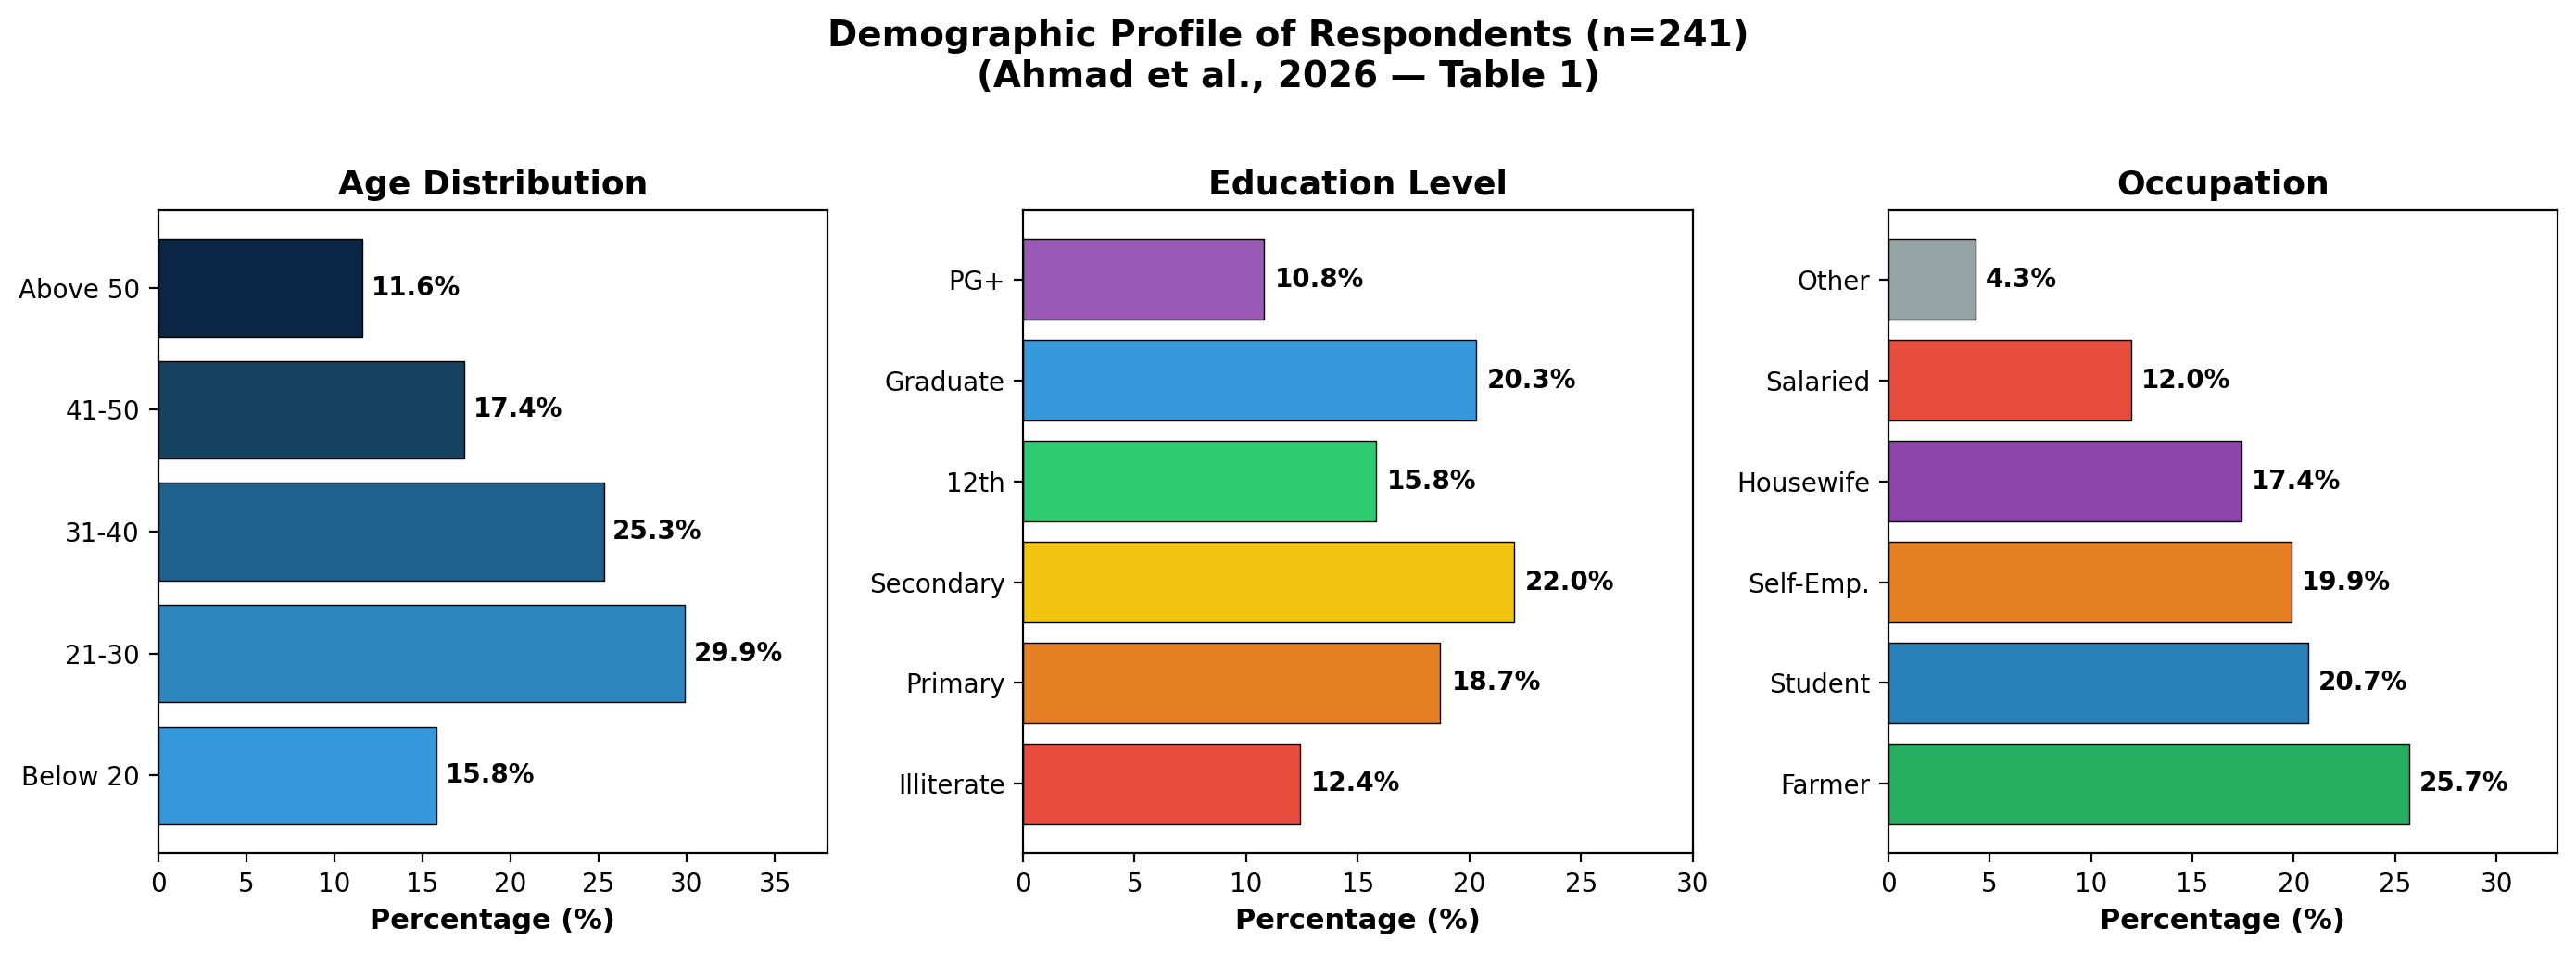 Demographic Profile of Respondents (n=241)
(Ahmad et al., 2026 — Table 1)
Age Distribution
Above 50
11.6%
41-50
17.4%
31-40
25.3%
21-30
29.9%
Below 20
15.8%
0 5 10 15 20 25 30 35
Percentage (%)
Education Level
PG+
10.8%
Graduate
20.3%
12th
15.8%
Secondary
22.0%
Primary
18.7%
Illiterate
12.4%
0 5 10 15 20 25 30
Percentage (%)
Occupation
Other
4.3%
Salaried
12.0%
Housewife
17.4%
Self-Emp.
19.9%
Student
20.7%
Farmer
25.7%
0 5 10 15 20 25 30
Percentage (%)